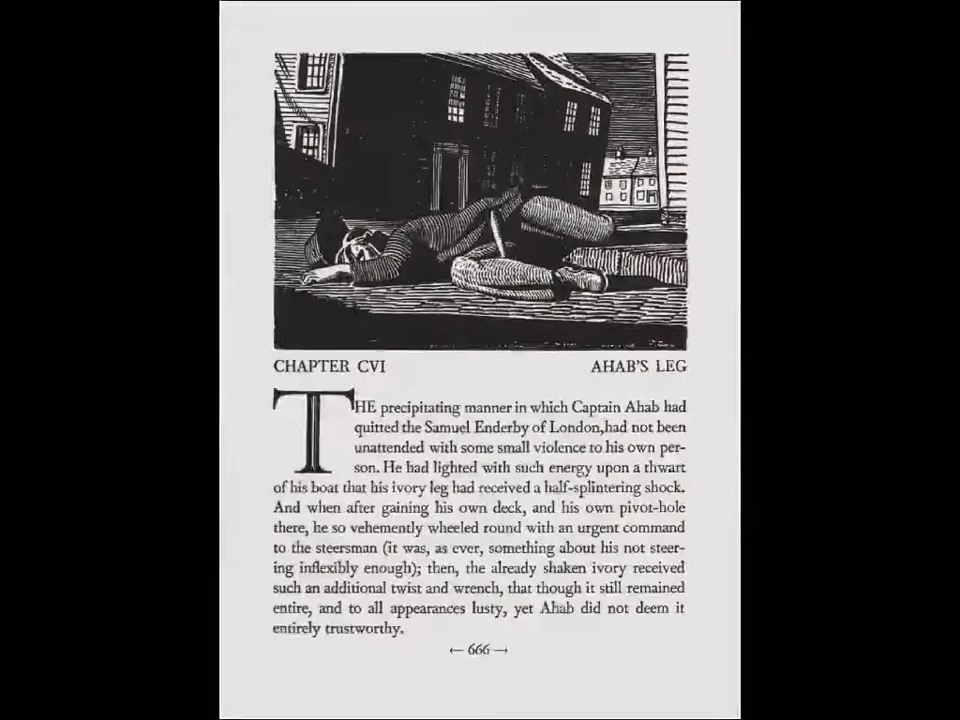 CHAPTER CVI AHAB'S LEG
THE precipitating manner in which Captain Ahab had
quitted the Samuel Enderby of London,had not been
unattended with some small violence to his own per-
son. He had lighted with such energy upon a thwart
of his boat that his ivory leg had received a half-splintering shock.
And when after gaining his own deck, and his own pivot-hole
there, he so vehemently wheeled round with an urgent command
to the steersman (it was, as ever, something about his not steer-
ing inflexibly enough); then, the already shaken ivory received
such an additional twist and wrench, that though it still remained
entire, and to all appearances lusty, yet Ahab did not deem it
entirely trustworthy.
← 666 →